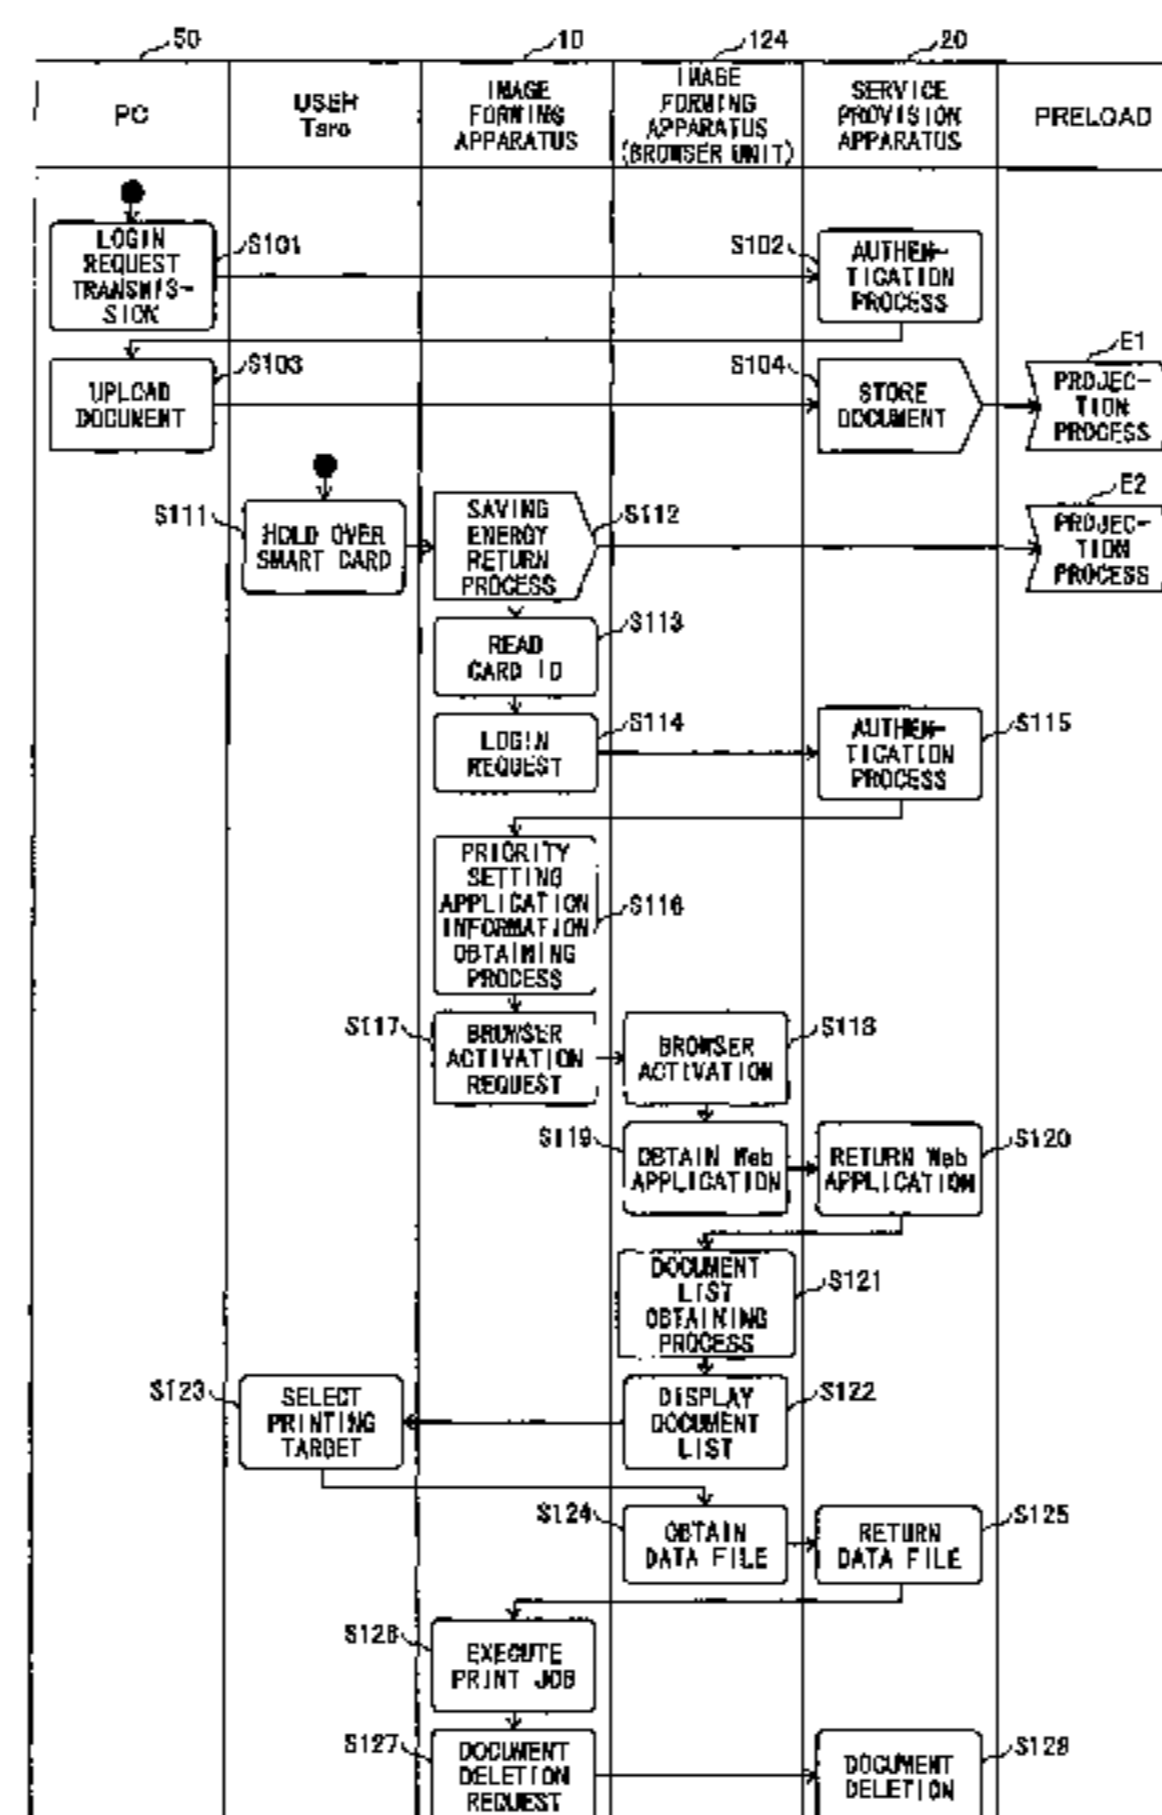 50
10
124
20
PC
USER
Taro
IMAGE
FORMING
APPARATUS
IMAGE
FORMING
APPARATUS
(BROWSER UNIT)
SERVICE
PROVISION
APPARATUS
PRELOAD
LOGIN
REQUEST
TRANSMIS-
SION
S101
S102
AUTHEN-
TICATION
PROCESS
UPLOAD
DOCUMENT
S103
S104
STORE
DOCUMENT
E1
PROJEC-
TION
PROCESS
S111
HOLD OVER
SMART CARD
SAVING
ENERGY
RETURN
PROCESS
S112
E2
PROJEC-
TION
PROCESS
READ
CARD ID
S113
LOGIN
REQUEST
S114
AUTHEN-
TICATION
PROCESS
S115
PRIORITY
SETTING
APPLICATION
INFORMATION
OBTAINING
PROCESS
S116
S117
BROWSER
ACTIVATION
REQUEST
BROWSER
ACTIVATION
S118
S119
OBTAIN Web
APPLICATION
RETURN Web
APPLICATION
S120
DOCUMENT
LIST
OBTAINING
PROCESS
S121
S123
SELECT
PRINTING
TARGET
DISPLAY
DOCUMENT
LIST
S122
S124
OBTAIN
DATA FILE
RETURN
DATA FILE
S125
S126
EXECUTE
PRINT JOB
S127
DOCUMENT
DELETION
REQUEST
DOCUMENT
DELETION
S128